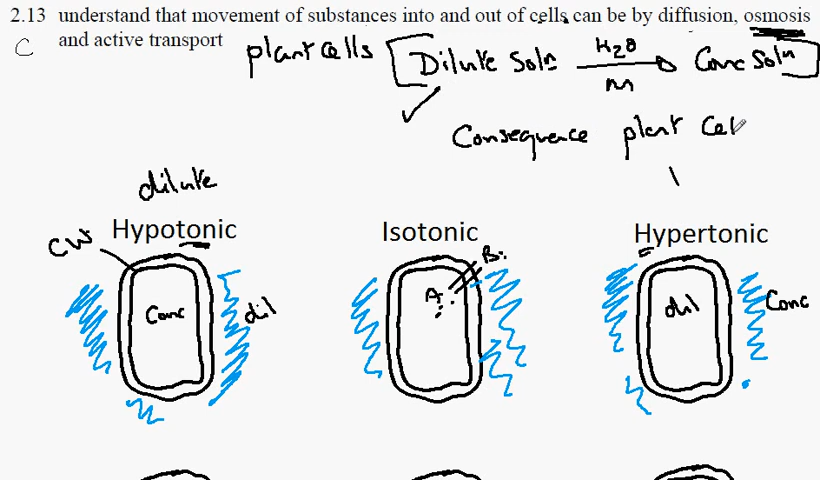 2.13 understand that movement of substances into and out of cells can be by diffusion, osmosis
C and active transport
plant cells [Dilute Soln H2O Conc Soln]
m
Consequence plant Cel
dilute
Hypotonic Isotonic Hypertonic
CW
B:
Conc dil A: dil Conc